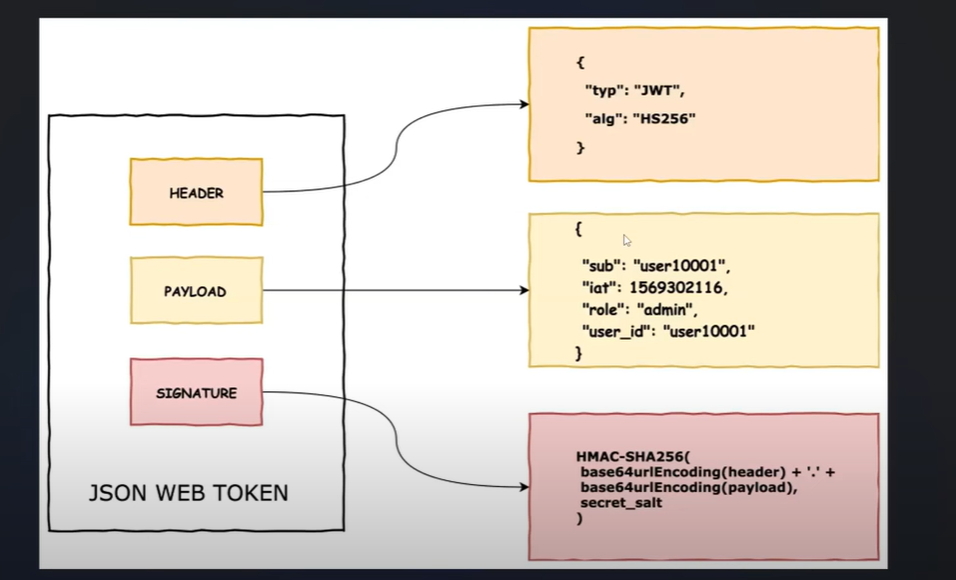 HEADER
PAYLOAD
SIGNATURE
JSON WEB TOKEN
{
"typ": "JWT",
"alg": "HS256"
}
{
"sub": "user10001",
"iat": 1569302116,
"role": "admin",
"user_id": "user10001"
}
HMAC-SHA256(
base64urlEncoding(header) + '.' +
base64urlEncoding(payload),
secret_salt
)